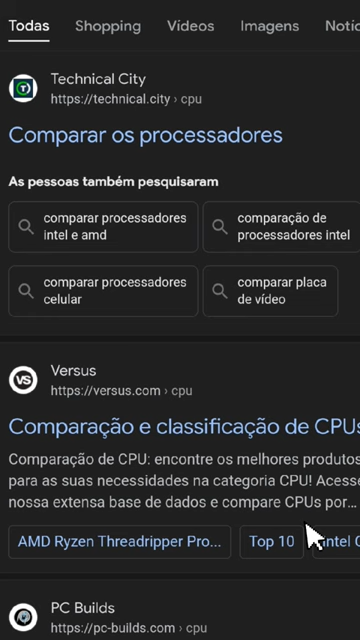 Todas Shopping Vídeos Imagens
Technical City
https://technical.city › cpu
Comparar os processadores
As pessoas também pesquisaram
comparar processadores intel e amd
comparação de processadores intel
comparar processadores celular
comparar placa de vídeo
Versus
https://versus.com › cpu
Comparação e classificação de CPUs
Comparação de CPU: encontre os melhores produtos
para as suas necessidades na categoria CPU! Acesse
nossa extensa base de dados e compare CPUs por...
AMD Ryzen Threadripper Pro... Top 10 Intel
PC Builds
https://pc-builds.com › cpu